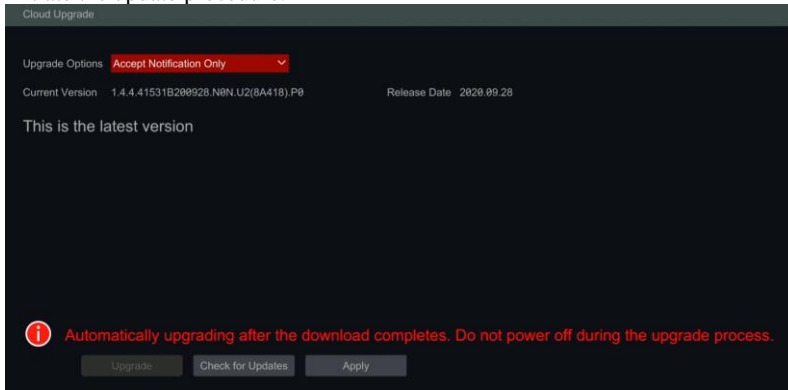 Cloud Upgrade
Upgrade Options Accept Notification Only
Current Version 1.4.4.41531B200928.N0N.U2(8A418).P0 Release Date 2020.09.28
This is the latest version
Automatically upgrading after the download completes. Do not power off during the upgrade process.
Upgrade Check for Updates Apply